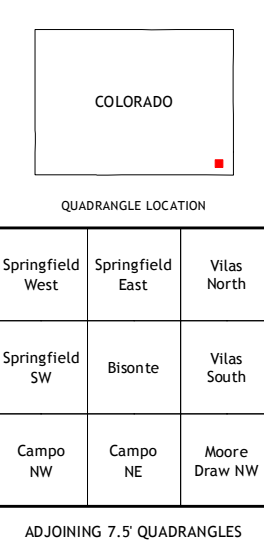 COLORADO
QUADRANGLE LOCATION
Springfield
West
Springfield
East
Vilas
North
Springfield
SW
Bisonte
Vilas
South
Campo
NW
Campo
NE
Moore
Draw NW
ADJOINING 7.5' QUADRANGLES